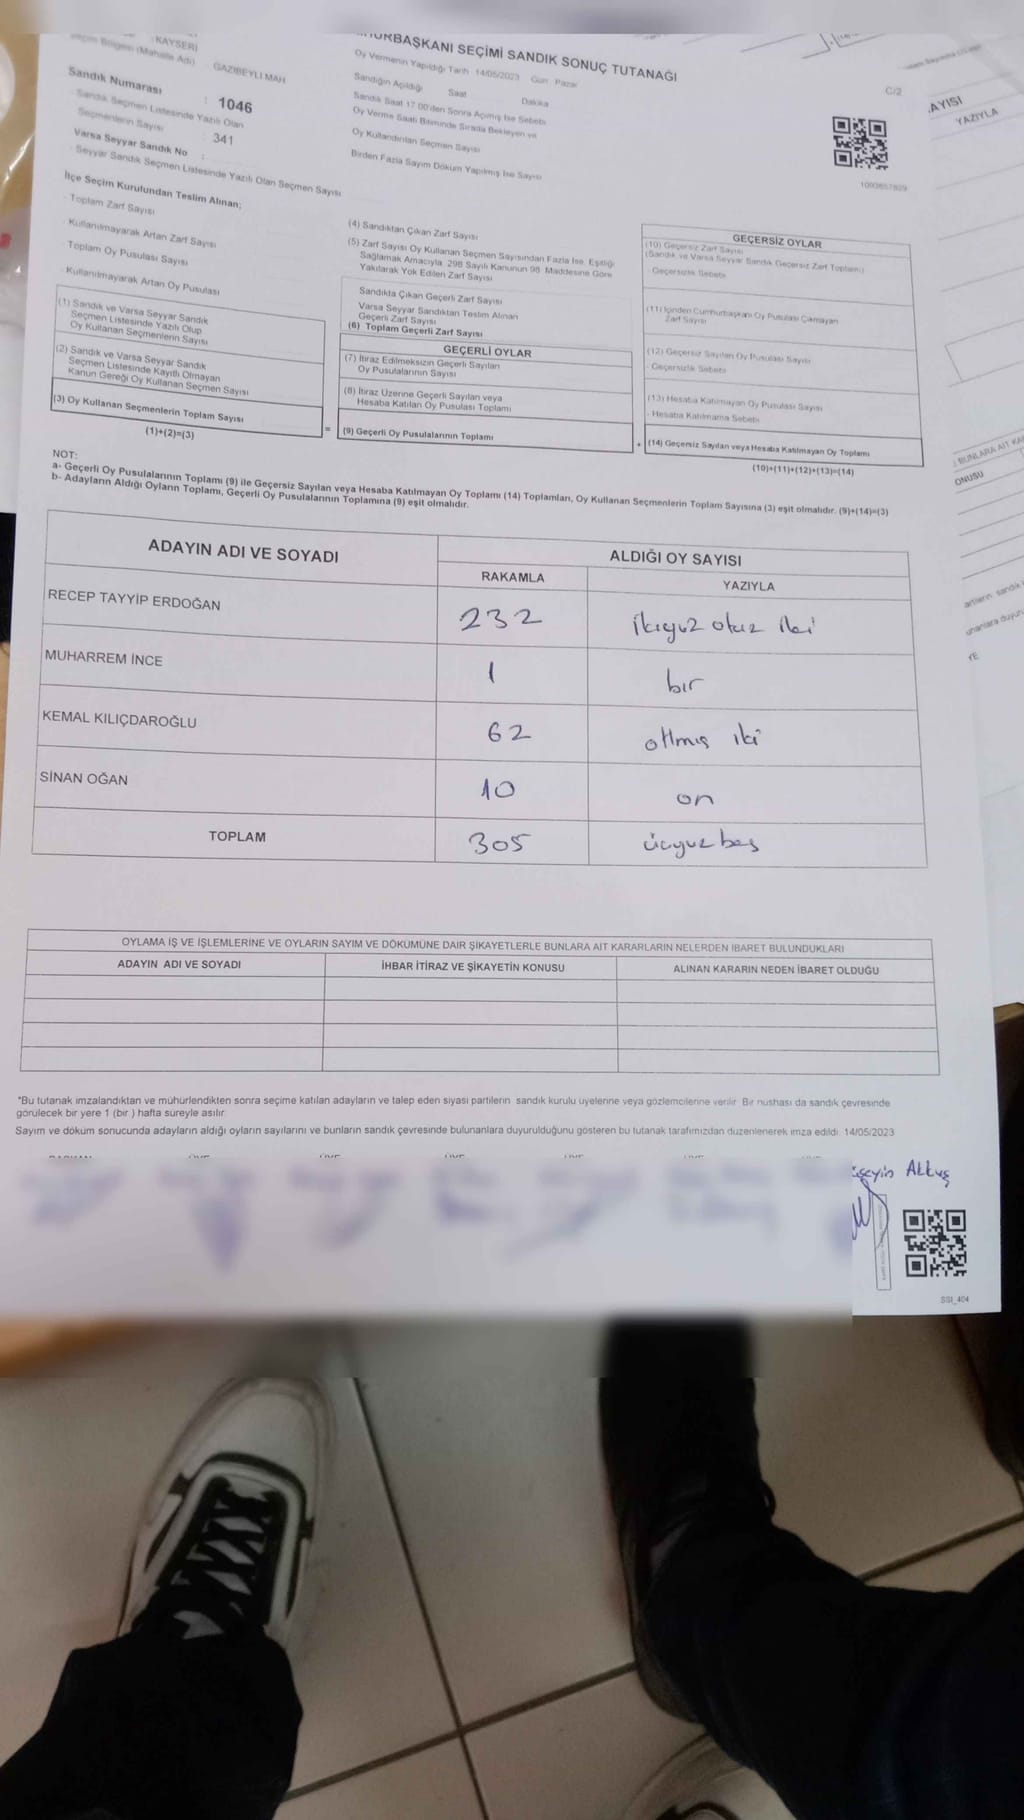 KAYSERİ
GAZİBEYLİ MAH
Sandık Numarası : 1046
Sandık Seçmen Listesinde Yazılı Olan
Seçmenlerin Sayısı : 341
Varsa Seyyar Sandık No :
Seyyar Sandık Seçmen Listesinde Yazılı Olan Seçmen Sayısı
CUMHURBAŞKANI SEÇİMİ SANDIK SONUÇ TUTANAĞI
Oy Vermenin Yapıldığı Tarih 14/05/2023 Gün Pazar
Sandığın Açıldığı Saat Dakika
Sandık Saat 17:00'den Sonra Açılmış İse Sebebi
Oy Verme Saati Bitiminde Sırada Bekleyen ve
Oy Kullandırılan Seçmen Sayısı
Birden Fazla Sayım Döküm Yapılmış İse Sayısı
C/2
1093657829
İlçe Seçim Kurulundan Teslim Alınan;
- Toplam Zarf Sayısı
- Kullanılmayarak Artan Zarf Sayısı
- Toplam Oy Pusulası Sayısı
- Kullanılmayarak Artan Oy Pusulası
(1) Sandık ve Varsa Seyyar Sandık
Seçmen Listesinde Yazılı Olup
Oy Kullanan Seçmenlerin Sayısı
(2) Sandık ve Varsa Seyyar Sandık
Seçmen Listesinde Kayıtlı Olmayan
Kanun Gereği Oy Kullanan Seçmen Sayısı
(3) Oy Kullanan Seçmenlerin Toplam Sayısı
(1)+(2)=(3)
(4) Sandıktan Çıkan Zarf Sayısı
(5) Zarf Sayısı Oy Kullanan Seçmen Sayısından Fazla İse, Eşitliği
Sağlamak Amacıyla, 298 Sayılı Kanunun 98. Maddesine Göre
Yakılarak Yok Edilen Zarf Sayısı
Sandıkta Çıkan Geçerli Zarf Sayısı
Varsa Seyyar Sandıktan Teslim Alınan
Geçerli Zarf Sayısı
(6) Toplam Geçerli Zarf Sayısı
GEÇERLİ OYLAR
(7) İtiraz Edilmeksizin Geçerli Sayılan
Oy Pusulalarının Sayısı
(8) İtiraz Üzerine Geçerli Sayılan veya
Hesaba Katılan Oy Pusulası Toplamı
= (9) Geçerli Oy Pusulalarının Toplamı
GEÇERSİZ OYLAR
(10) Geçersiz Zarf Sayısı
(Sandık ve Varsa Seyyar Sandık Geçersiz Zarf Toplamı)
- Geçersizlik Sebebi
(11) İçinden Cumhurbaşkanı Oy Pusulası Çıkmayan
Zarf Sayısı
(12) Geçersiz Sayılan Oy Pusulası Sayısı
- Geçersizlik Sebebi
(13) Hesaba Katılmayan Oy Pusulası Sayısı
- Hesaba Katılmama Sebebi
+ (14) Geçersiz Sayılan veya Hesaba Katılmayan Oy Toplamı
(10)+(11)+(12)+(13)=(14)
NOT:
a- Geçerli Oy Pusulalarının Toplamı (9) ile Geçersiz Sayılan veya Hesaba Katılmayan Oy Toplamı (14) Toplamları, Oy Kullanan Seçmenlerin Toplam Sayısına (3) eşit olmalıdır. (9)+(14)=(3)
b- Adayların Aldığı Oyların Toplamı, Geçerli Oy Pusulalarının Toplamına (9) eşit olmalıdır.
ADAYIN ADI VE SOYADI ALDIĞI OY SAYISI
RAKAMLA YAZIYLA
RECEP TAYYİP ERDOĞAN 232 ikiyüz otuz iki
MUHARREM İNCE 1 bir
KEMAL KILIÇDAROĞLU 62 altmış iki
SİNAN OĞAN 10 on
TOPLAM 305 üçyüz beş
OYLAMA İŞ VE İŞLEMLERİNE VE OYLARIN SAYIM VE DÖKÜMÜNE DAİR ŞİKAYETLERLE BUNLARA AİT KARARLARIN NELERDEN İBARET BULUNDUKLARI
ADAYIN ADI VE SOYADI İHBAR İTİRAZ VE ŞİKAYETİN KONUSU ALINAN KARARIN NEDEN İBARET OLDUĞU
*Bu tutanak imzalandıktan ve mühürlendikten sonra seçime katılan adayların ve talep eden siyasi partilerin sandık kurulu üyelerine veya gözlemcilerine verilir. Bir nüshası da sandık çevresinde
görülecek bir yere 1 (bir ) hafta süreyle asılır.
Sayım ve döküm sonucunda adayların aldığı oyların sayılarını ve bunların sandık çevresinde bulunanlara duyurulduğunu gösteren bu tutanak tarafımızdan düzenlenerek imza edildi. 14/05/2023
Akkuş
SSI_404
AYISI
YAZIYLA
BUNLARA AİT KA
ONUSU